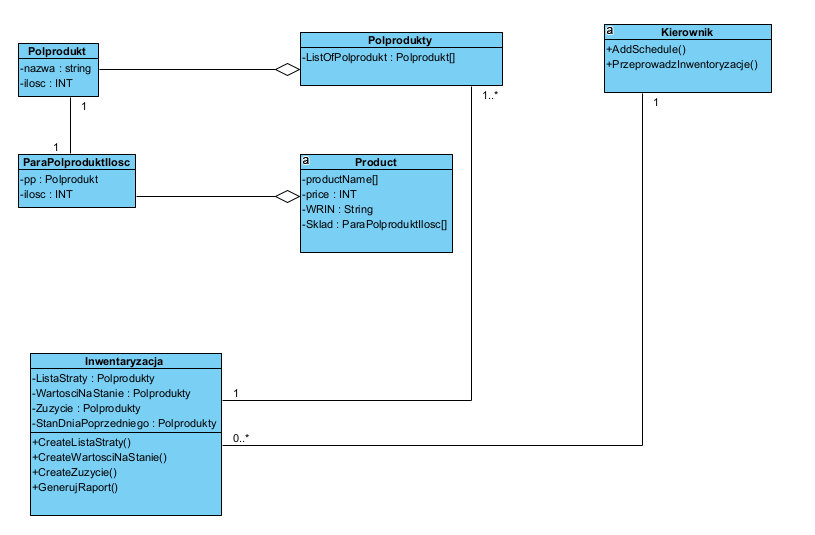 Polprodukt
-nazwa : string
-ilosc : INT
Polprodukty
-ListOfPolprodukt : Polprodukt[]
a
Kierownik
+AddSchedule()
+PrzeprowadzInwentoryzacje()
1
1
1..*
1
ParaPolproduktIlosc
-pp : Polprodukt
-ilosc : INT
a
Product
-productName[]
-price : INT
-WRIN : String
-Sklad : ParaPolproduktIlosc[]
Inwentaryzacja
-ListaStraty : Polprodukty
-WartosciNaStanie : Polprodukty
-Zuzycie : Polprodukty
-StanDniaPoprzedniego : Polprodukty
+CreateListaStraty()
+CreateWartosciNaStanie()
+CreateZuzycie()
+GenerujRaport()
1
0..*